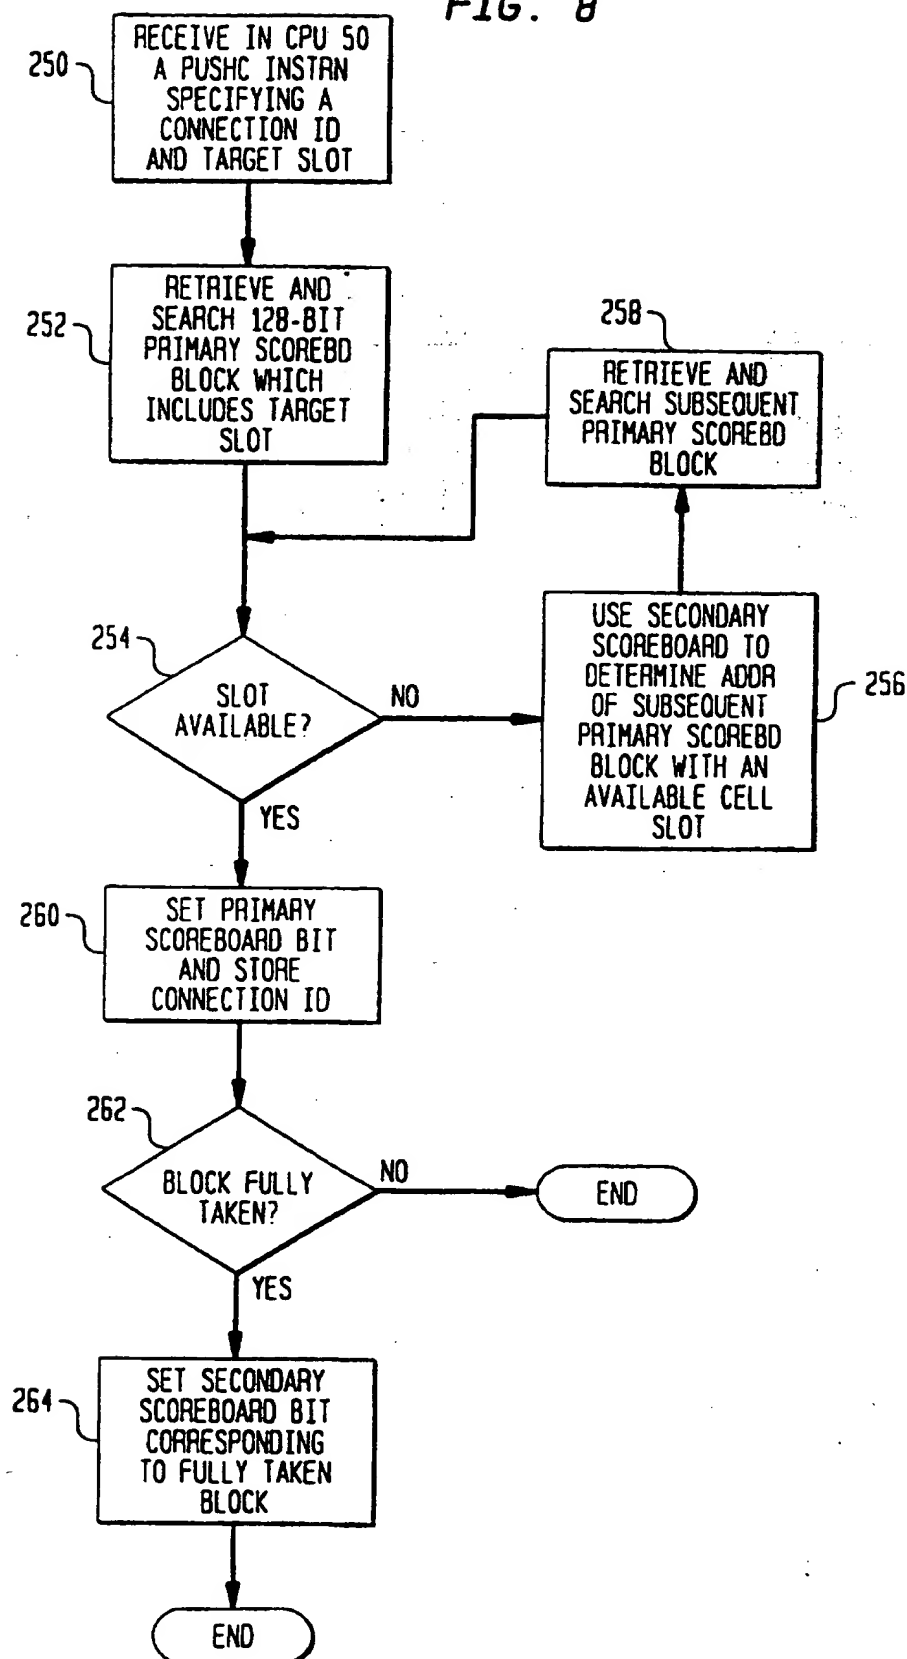 FIG. 8
RECEIVE IN CPU 50
A PUSHC INSTRN
SPECIFYING A
CONNECTION ID
AND TARGET SLOT
250
RETRIEVE AND
SEARCH 128-BIT
PRIMARY SCOREBD
BLOCK WHICH
INCLUDES TARGET
SLOT
252
258
RETRIEVE AND
SEARCH SUBSEQUENT
PRIMARY SCOREBD
BLOCK
254
SLOT
AVAILABLE?
NO
YES
USE SECONDARY
SCOREBOARD TO
DETERMINE ADDR
OF SUBSEQUENT
PRIMARY SCOREBD
BLOCK WITH AN
AVAILABLE CELL
SLOT
256
260
SET PRIMARY
SCOREBOARD BIT
AND STORE
CONNECTION ID
262
BLOCK FULLY
TAKEN?
NO
END
YES
264
SET SECONDARY
SCOREBOARD BIT
CORRESPONDING
TO FULLY TAKEN
BLOCK
END